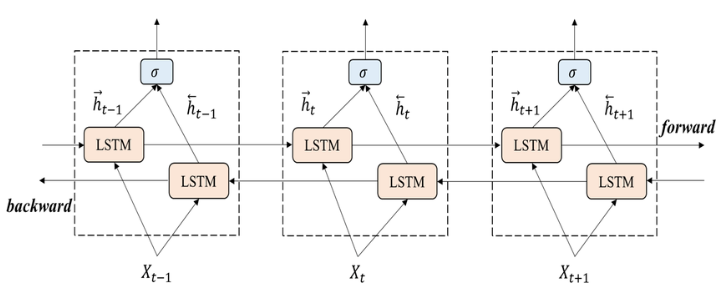 σ σ σ
h⃗ₜ₋₁ h⃖ₜ₋₁ h⃗ₜ h⃖ₜ h⃗ₜ₊₁ h⃖ₜ₊₁
forward
LSTM LSTM LSTM
LSTM LSTM LSTM
backward
Xₜ₋₁ Xₜ Xₜ₊₁